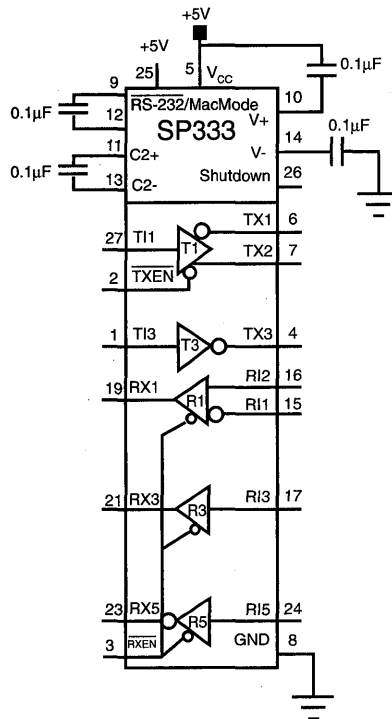 +5V
+5V
25
5
V_CC
0.1µF
9
RS-232/MacMode
10
0.1µF
V+
12
SP333
0.1µF
11
C2+
14
V-
0.1µF
13
C2-
Shutdown
26
TX1
6
27
TI1
T1
TX2
7
2
TXEN
1
TI3
T3
TX3
4
RI2
16
19
RX1
R1
RI1
15
21
RX3
R3
RI3
17
23
RX5
R5
RI5
24
3
RXEN
GND
8